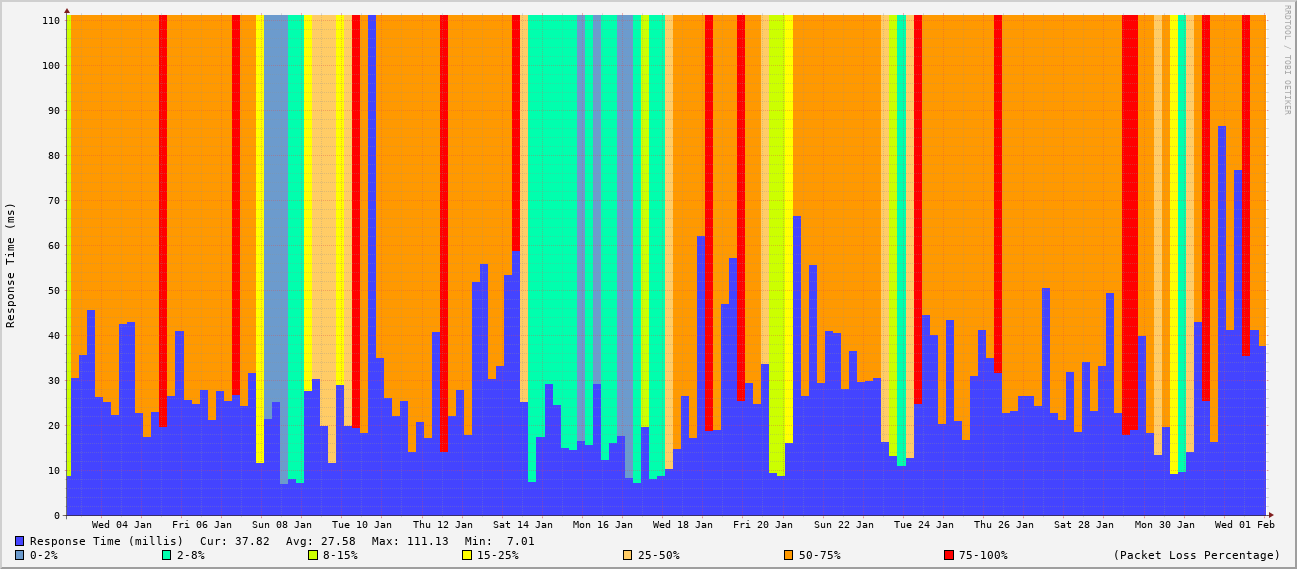 RRDTOOL / TOBI OETIKER
Response Time (ms)
110
100
90
80
70
60
50
40
30
20
10
0
Wed 04 Jan Fri 06 Jan Sun 08 Jan Tue 10 Jan Thu 12 Jan Sat 14 Jan Mon 16 Jan Wed 18 Jan Fri 20 Jan Sun 22 Jan Tue 24 Jan Thu 26 Jan Sat 28 Jan Mon 30 Jan Wed 01 Feb
Response Time (millis) Cur: 37.82 Avg: 27.58 Max: 111.13 Min: 7.01
0-2% 2-8% 8-15% 15-25% 25-50% 50-75% 75-100% (Packet Loss Percentage)